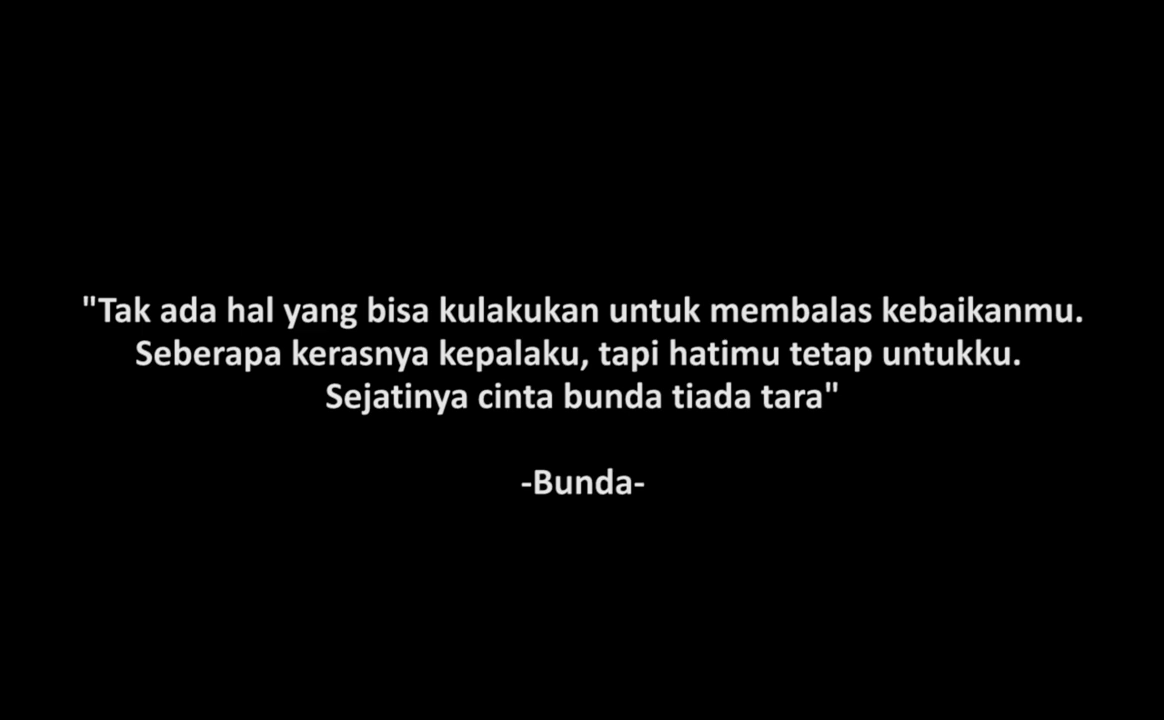 "Tak ada hal yang bisa kulakukan untuk membalas kebaikanmu.
Seberapa kerasnya kepalaku, tapi hatimu tetap untukku.
Sejatinya cinta bunda tiada tara"
-Bunda-